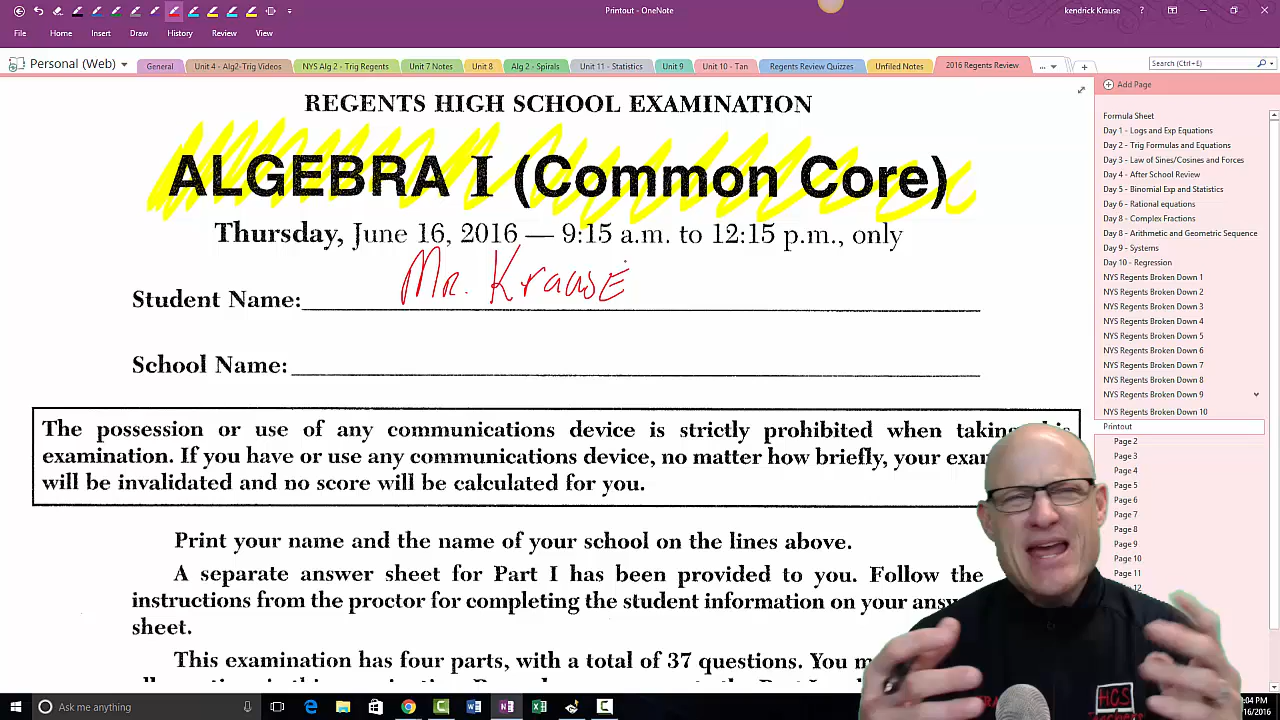 Printout - OneNote
kendrick Krause
?
File Home Insert Draw History Review View
Personal (Web) General Unit 4 - Alg2-Trig Videos NYS Alg 2 - Trig Regents Unit 7 Notes Unit 8 Alg 2 - Spirals Unit 11 - Statistics Unit 9 Unit 10 - Tan Regents Review Quizzes Unfiled Notes 2016 Regents Review ... Search (Ctrl+E)
REGENTS HIGH SCHOOL EXAMINATION
ALGEBRA I (Common Core)
Thursday, June 16, 2016 — 9:15 a.m. to 12:15 p.m., only
Mr. Krause
Student Name:
School Name:
The possession or use of any communications device is strictly prohibited when taking this
examination. If you have or use any communications device, no matter how briefly, your exam
will be invalidated and no score will be calculated for you.
Print your name and the name of your school on the lines above.
A separate answer sheet for Part I has been provided to you. Follow the
instructions from the proctor for completing the student information on your
sheet.
This examination has four parts, with a total of 37 questions. You
Add Page
Formula Sheet
Day 1 - Logs and Exp Equations
Day 2 - Trig Formulas and Equations
Day 3 - Law of Sines/Cosines and Forces
Day 4 - After School Review
Day 5 - Binomial Exp and Statistics
Day 6 - Rational equations
Day 8 - Complex Fractions
Day 8 - Arithmetic and Geometric Sequence
Day 9 - Systems
Day 10 - Regression
NYS Regents Broken Down 1
NYS Regents Broken Down 2
NYS Regents Broken Down 3
NYS Regents Broken Down 4
NYS Regents Broken Down 5
NYS Regents Broken Down 6
NYS Regents Broken Down 7
NYS Regents Broken Down 8
NYS Regents Broken Down 9
NYS Regents Broken Down 10
Printout
Page 2
Page 3
Page 4
Page 5
Page 6
Page 7
Page 8
Page 9
Page 10
Page 11
12
HCS
Teachers
Ask me anything
:04 PM
/16/2016